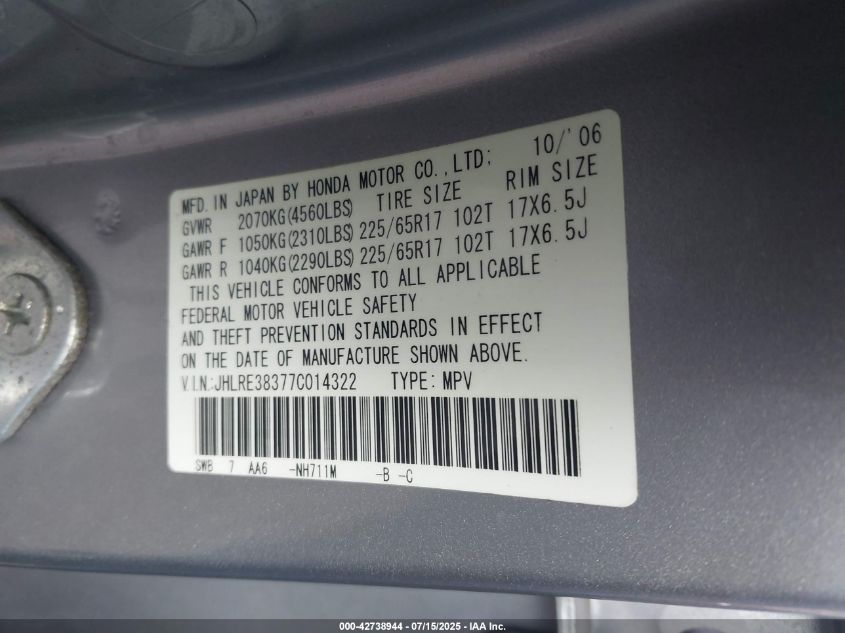 MFD. IN JAPAN BY HONDA MOTOR CO.,LTD; 10/'06
GVWR 2070KG(4560LBS) TIRE SIZE RIM SIZE
GAWR F 1050KG(2310LBS) 225/65R17 102T 17X6.5J
GAWR R 1040KG(2290LBS) 225/65R17 102T 17X6.5J
THIS VEHICLE CONFORMS TO ALL APPLICABLE
FEDERAL MOTOR VEHICLE SAFETY
AND THEFT PREVENTION STANDARDS IN EFFECT
ON THE DATE OF MANUFACTURE SHOWN ABOVE.
V.I.N.:JHLRE38377C014322 TYPE: MPV
SWB 7 AA6 -NH711M -B -C
000-42738944 - 07/15/2025 - IAA Inc.